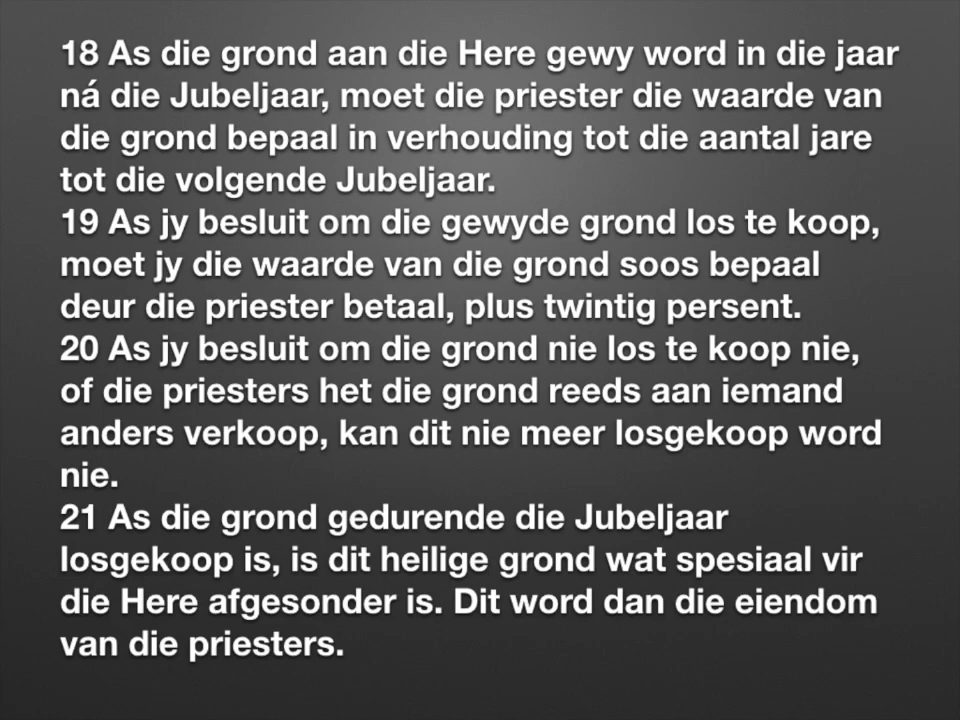 18 As die grond aan die Here gewy word in die jaar
ná die Jubeljaar, moet die priester die waarde van
die grond bepaal in verhouding tot die aantal jare
tot die volgende Jubeljaar.
19 As jy besluit om die gewyde grond los te koop,
moet jy die waarde van die grond soos bepaal
deur die priester betaal, plus twintig persent.
20 As jy besluit om die grond nie los te koop nie,
of die priesters het die grond reeds aan iemand
anders verkoop, kan dit nie meer losgekoop word
nie.
21 As die grond gedurende die Jubeljaar
losgekoop is, is dit heilige grond wat spesiaal vir
die Here afgesonder is. Dit word dan die eiendom
van die priesters.